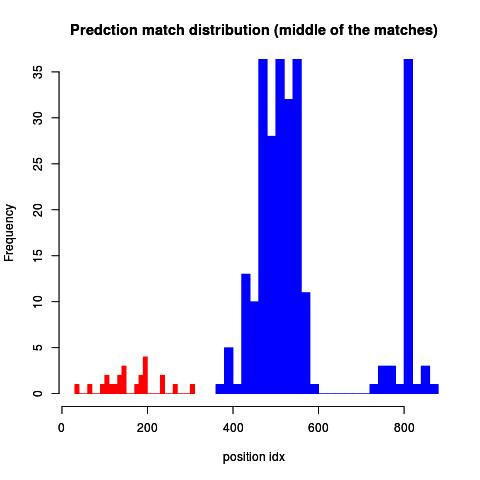 Predction match distribution (middle of the matches)
Frequency
35
30
25
20
15
10
5
0
0 200 400 600 800
position idx